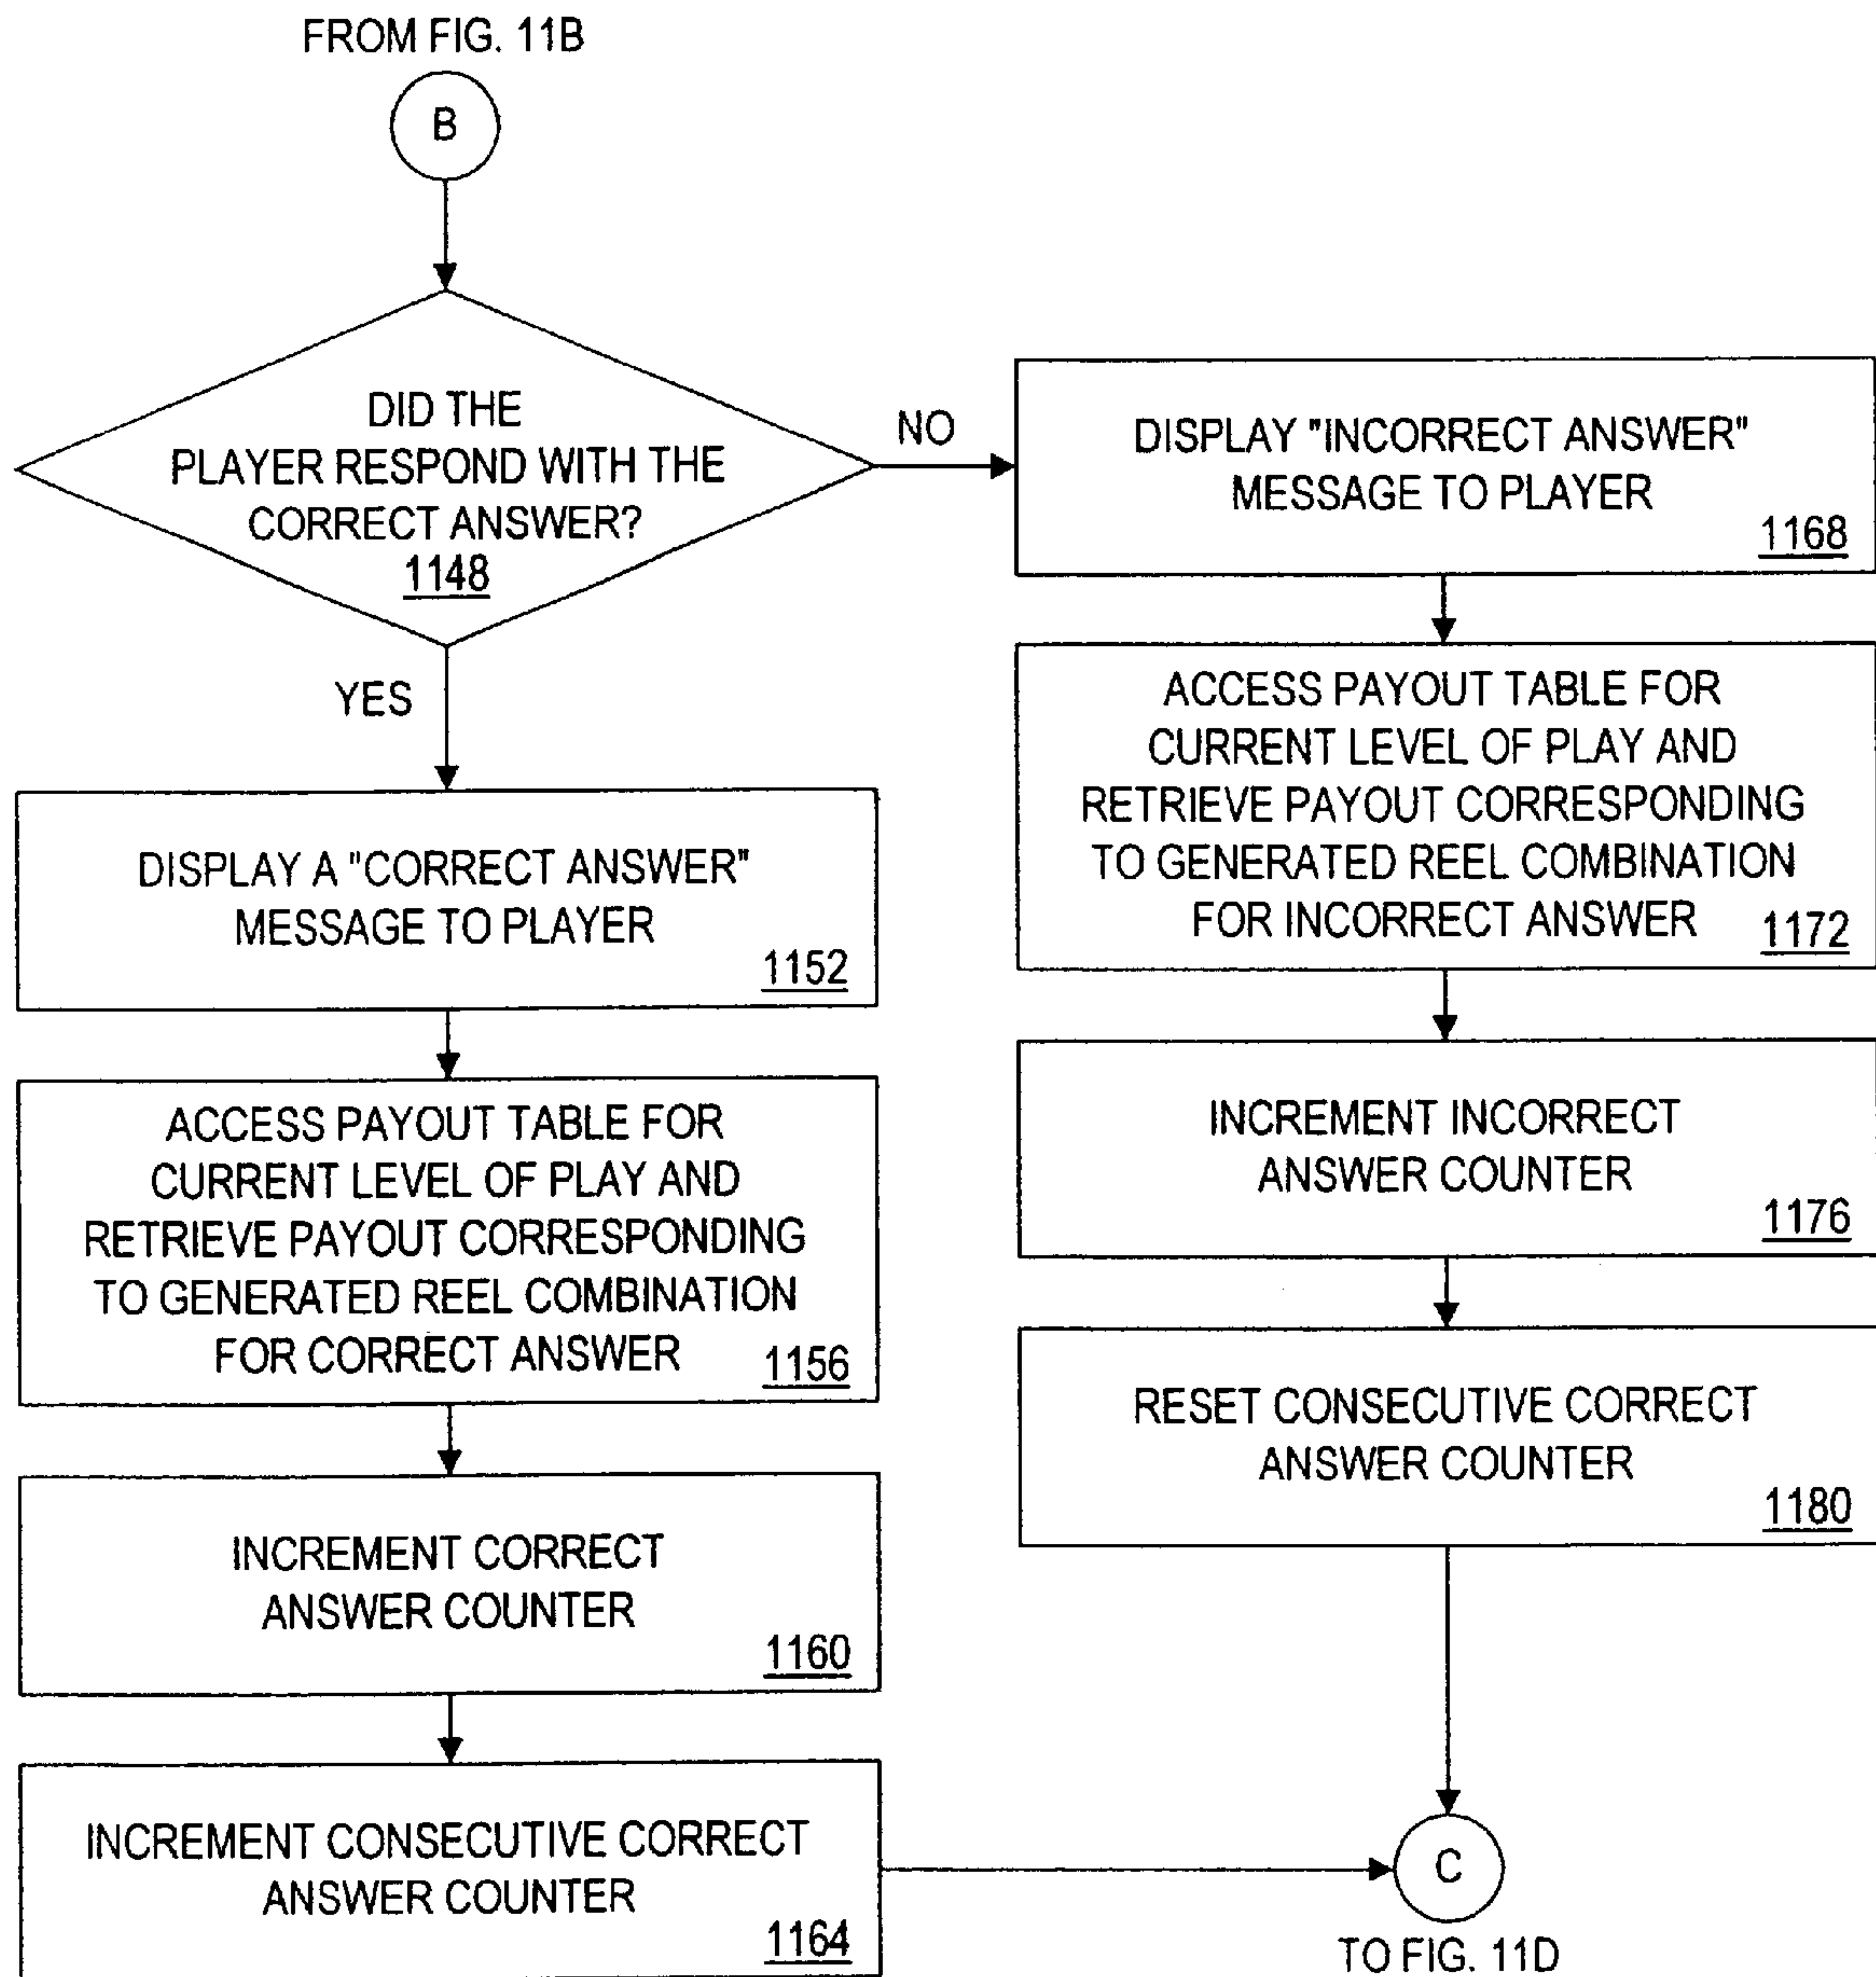 FROM FIG. 11B
B
DID THE
PLAYER RESPOND WITH THE
CORRECT ANSWER?
1148
NO
YES
DISPLAY A "CORRECT ANSWER"
MESSAGE TO PLAYER
1152
ACCESS PAYOUT TABLE FOR
CURRENT LEVEL OF PLAY AND
RETRIEVE PAYOUT CORRESPONDING
TO GENERATED REEL COMBINATION
FOR CORRECT ANSWER
1156
INCREMENT CORRECT
ANSWER COUNTER
1160
INCREMENT CONSECUTIVE CORRECT
ANSWER COUNTER
1164
DISPLAY "INCORRECT ANSWER"
MESSAGE TO PLAYER
1168
ACCESS PAYOUT TABLE FOR
CURRENT LEVEL OF PLAY AND
RETRIEVE PAYOUT CORRESPONDING
TO GENERATED REEL COMBINATION
FOR INCORRECT ANSWER
1172
INCREMENT INCORRECT
ANSWER COUNTER
1176
RESET CONSECUTIVE CORRECT
ANSWER COUNTER
1180
C
TO FIG. 11D